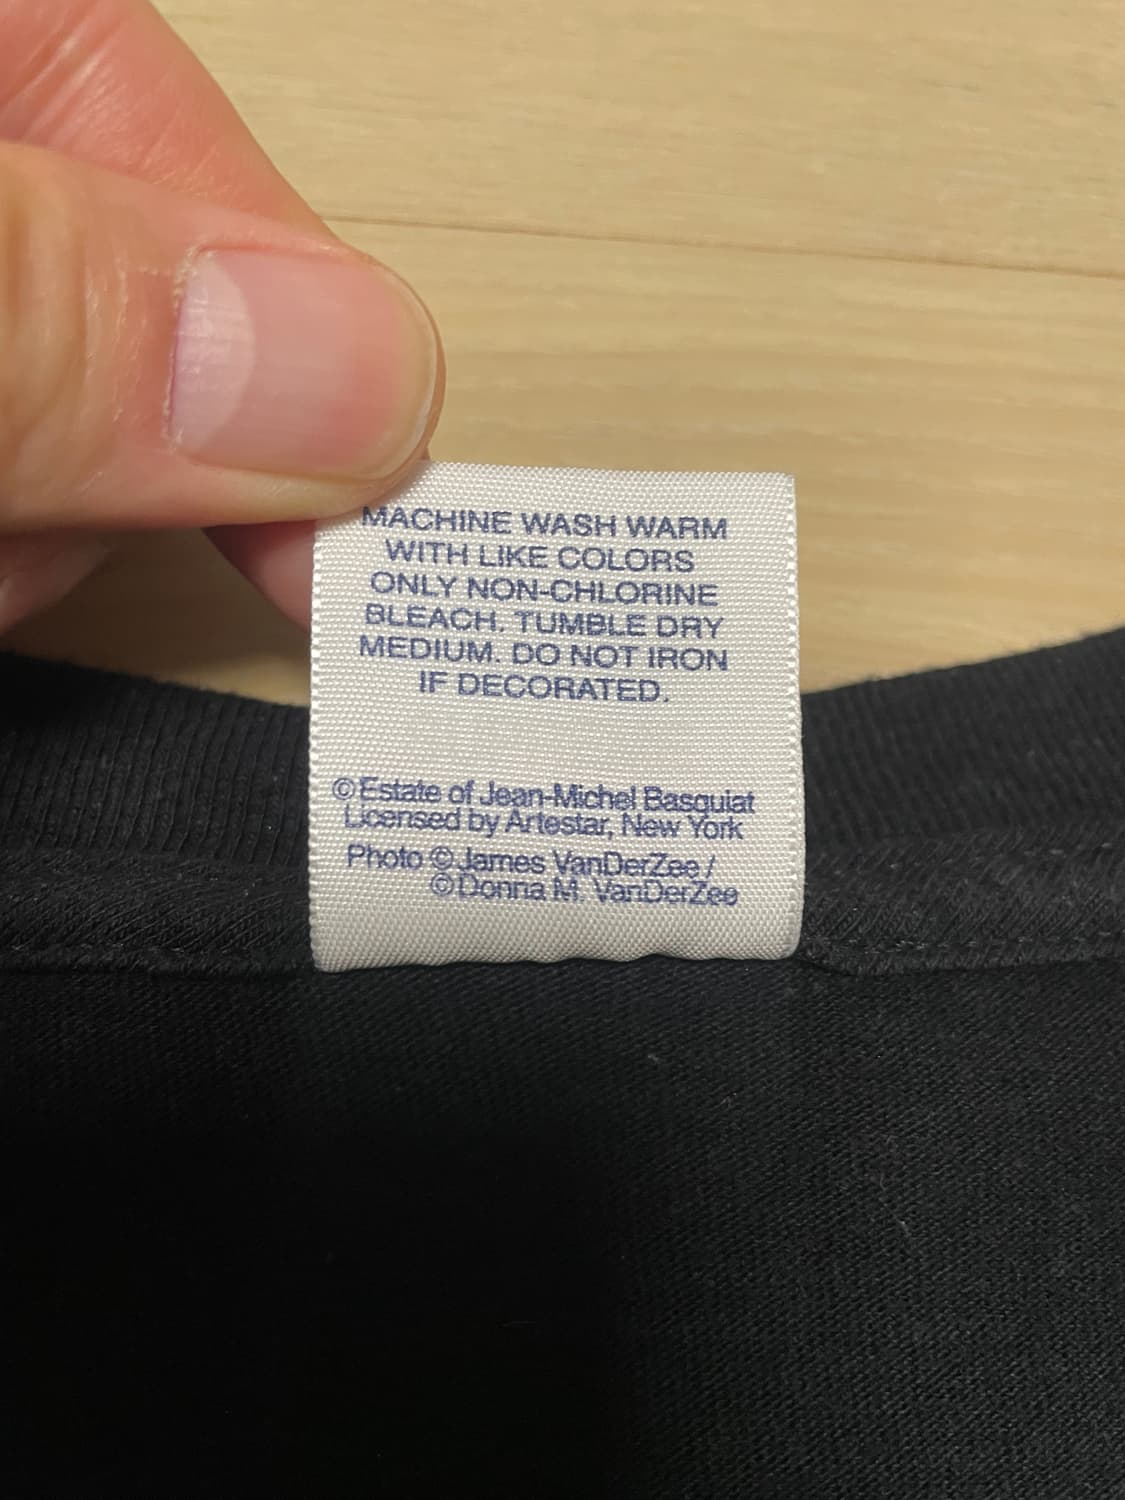 MACHINE WASH WARM
WITH LIKE COLORS
ONLY NON-CHLORINE
BLEACH. TUMBLE DRY
MEDIUM. DO NOT IRON
IF DECORATED.
©Estate of Jean-Michel Basquiat
Licensed by Artestar, New York
Photo ©James VanDerZee/
©Donna M. VanDerZee